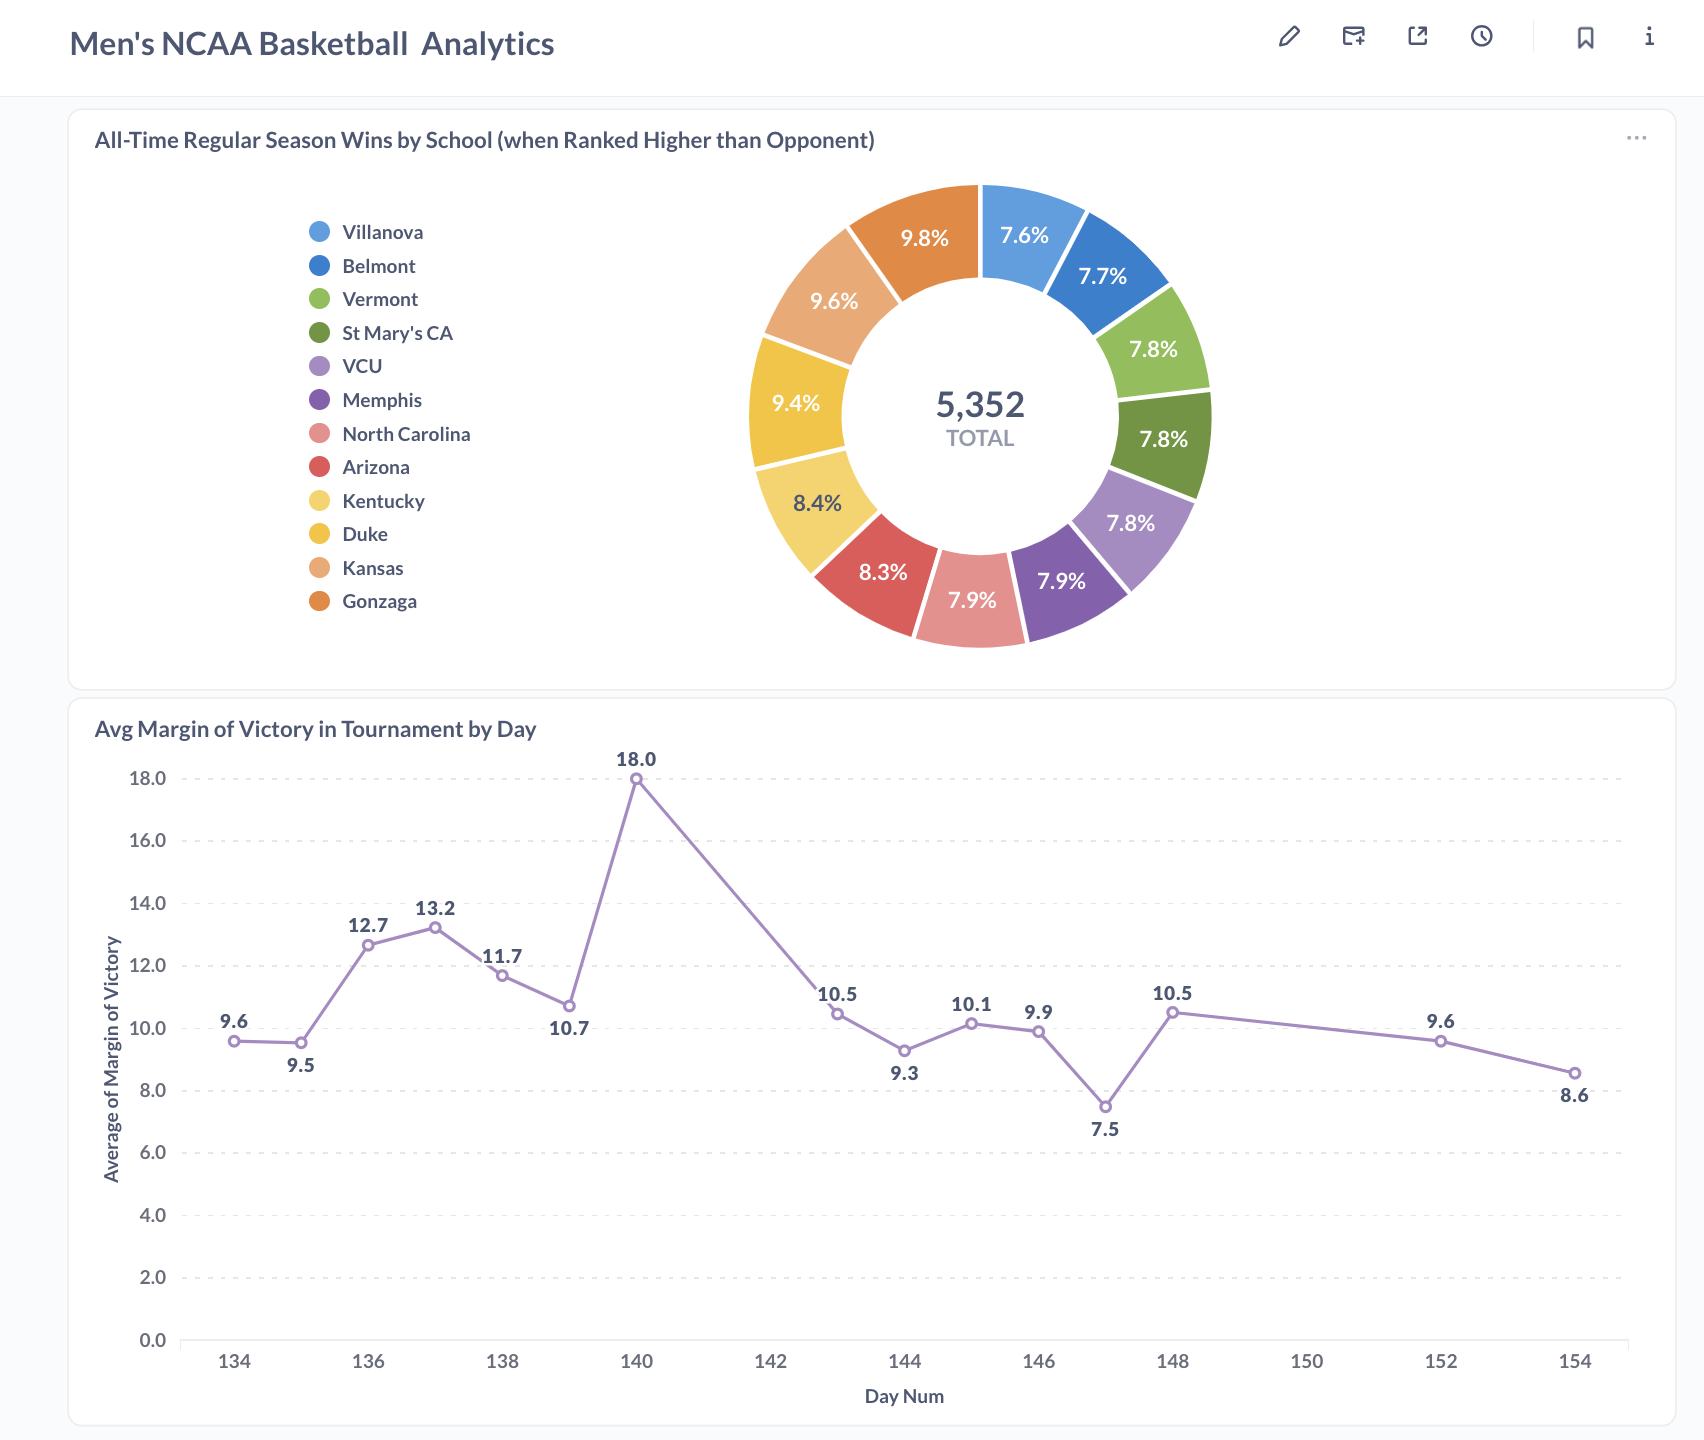 Men's NCAA Basketball Analytics
All-Time Regular Season Wins by School (when Ranked Higher than Opponent)
Villanova
Belmont
Vermont
St Mary's CA
VCU
Memphis
North Carolina
Arizona
Kentucky
Duke
Kansas
Gonzaga
7.6%
7.7%
7.8%
7.8%
7.8%
7.9%
7.9%
8.3%
8.4%
9.4%
9.6%
9.8%
5,352
TOTAL
Avg Margin of Victory in Tournament by Day
Average of Margin of Victory
18.0
16.0
14.0
12.0
10.0
8.0
6.0
4.0
2.0
0.0
9.6
9.5
12.7
13.2
11.7
10.7
18.0
10.5
9.3
10.1
9.9
7.5
10.5
9.6
8.6
134 136 138 140 142 144 146 148 150 152 154
Day Num